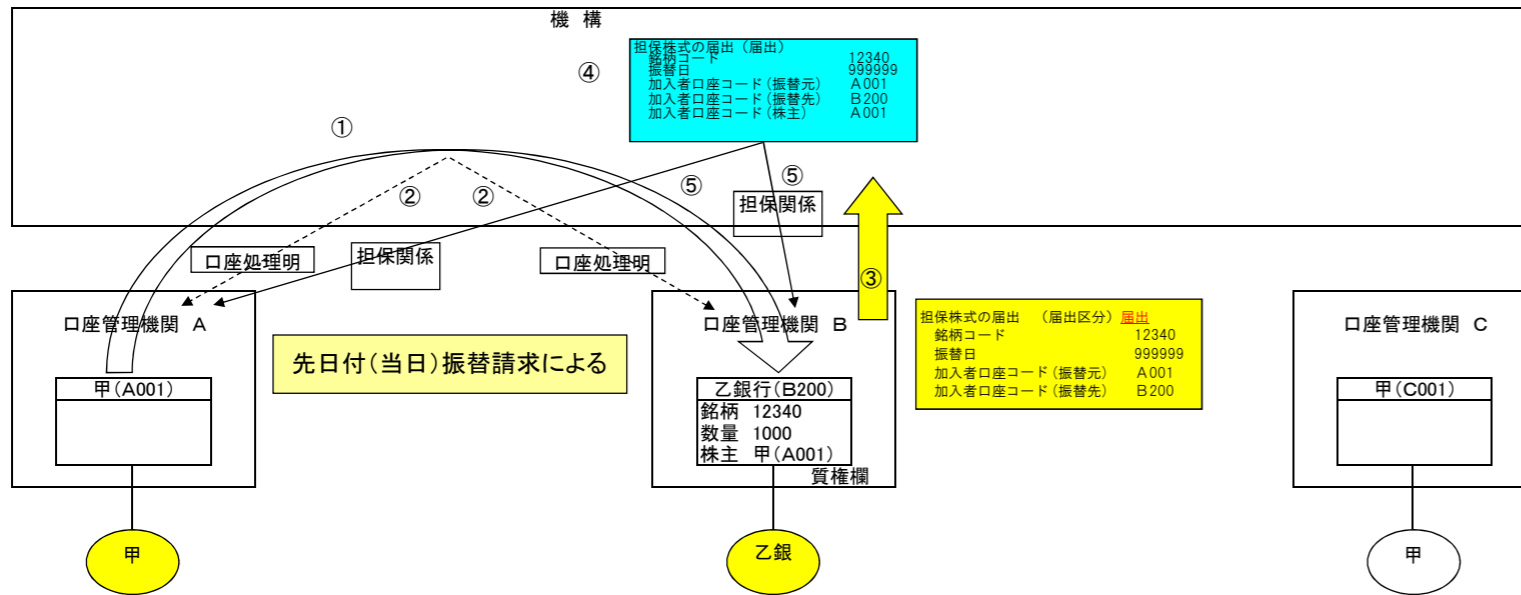 機 構
担保株式の届出（届出）
銘柄コード 12340
振替日 999999
加入者口座コード(振替元) A001
加入者口座コード(振替先) B200
加入者口座コード(株主) A001
④
①
②
②
⑤
⑤
担保関係
口座処理明
担保関係
口座処理明
③
口座管理機関 A
口座管理機関 B
口座管理機関 C
担保株式の届出 （届出区分）届出
銘柄コード 12340
振替日 999999
加入者口座コード(振替元) A001
加入者口座コード(振替先) B200
先日付(当日)振替請求による
甲(A001)
乙銀行(B200)
銘柄 12340
数量 1000
株主 甲(A001)
質権欄
甲(C001)
甲
乙銀
甲